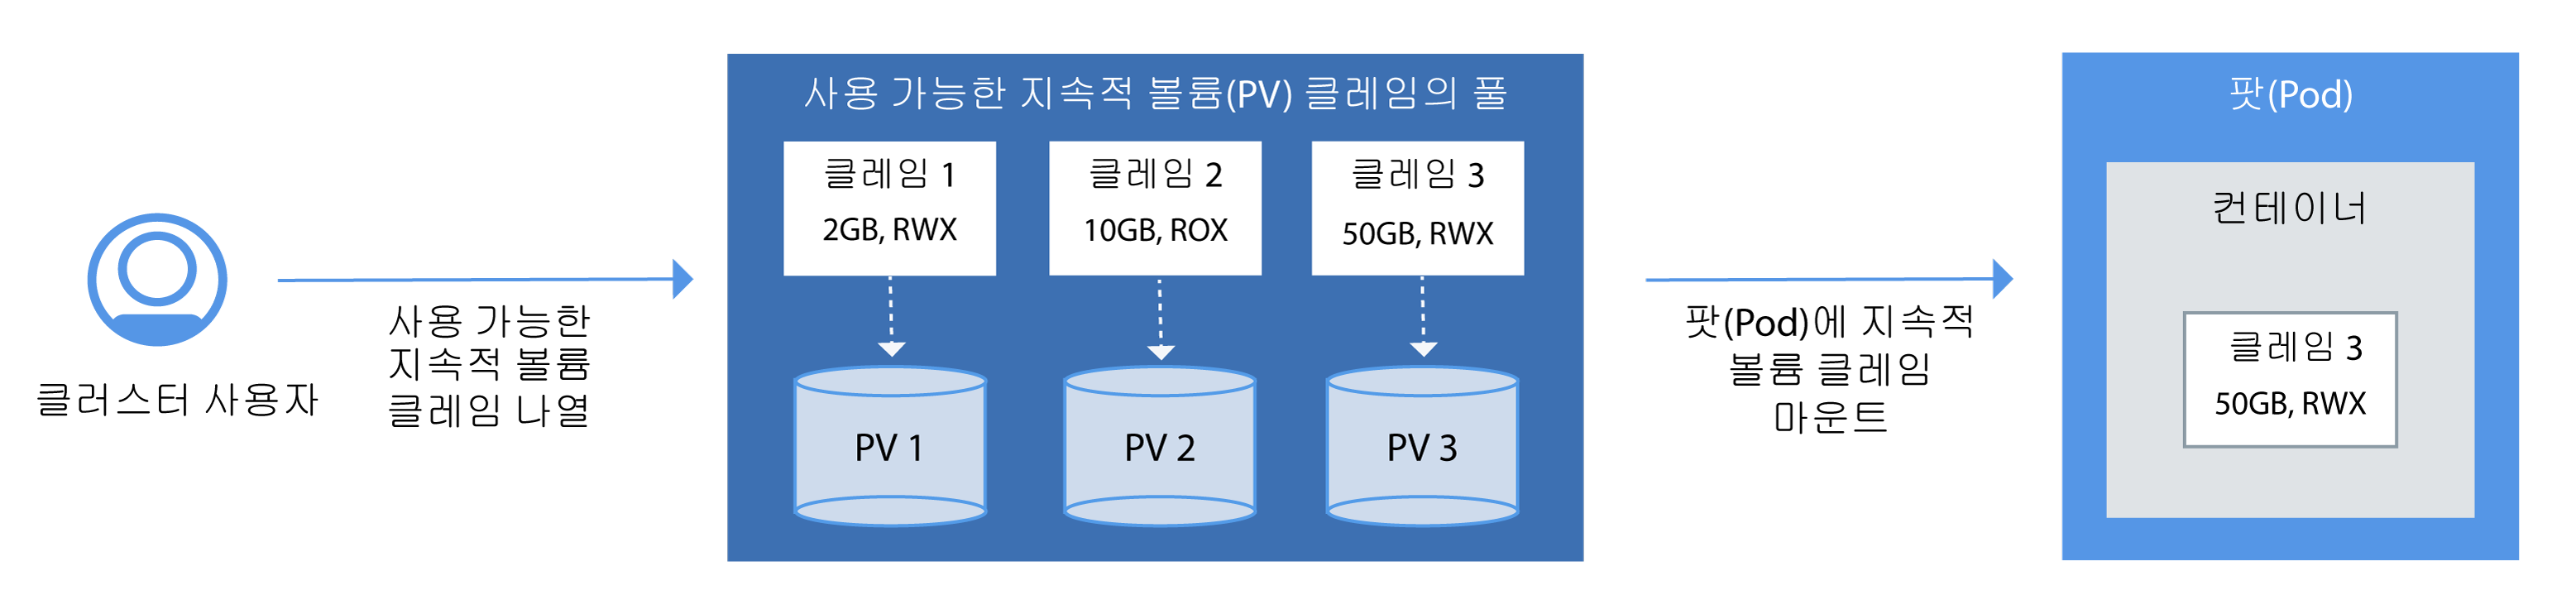 클러스터 사용자
사용 가능한
지속적 볼륨
클레임 나열
사용 가능한 지속적 볼륨(PV) 클레임의 풀
클레임 1
2GB, RWX
클레임 2
10GB, ROX
클레임 3
50GB, RWX
PV 1
PV 2
PV 3
팟(Pod)에 지속적
볼륨 클레임
마운트
팟(Pod)
컨테이너
클레임 3
50GB, RWX